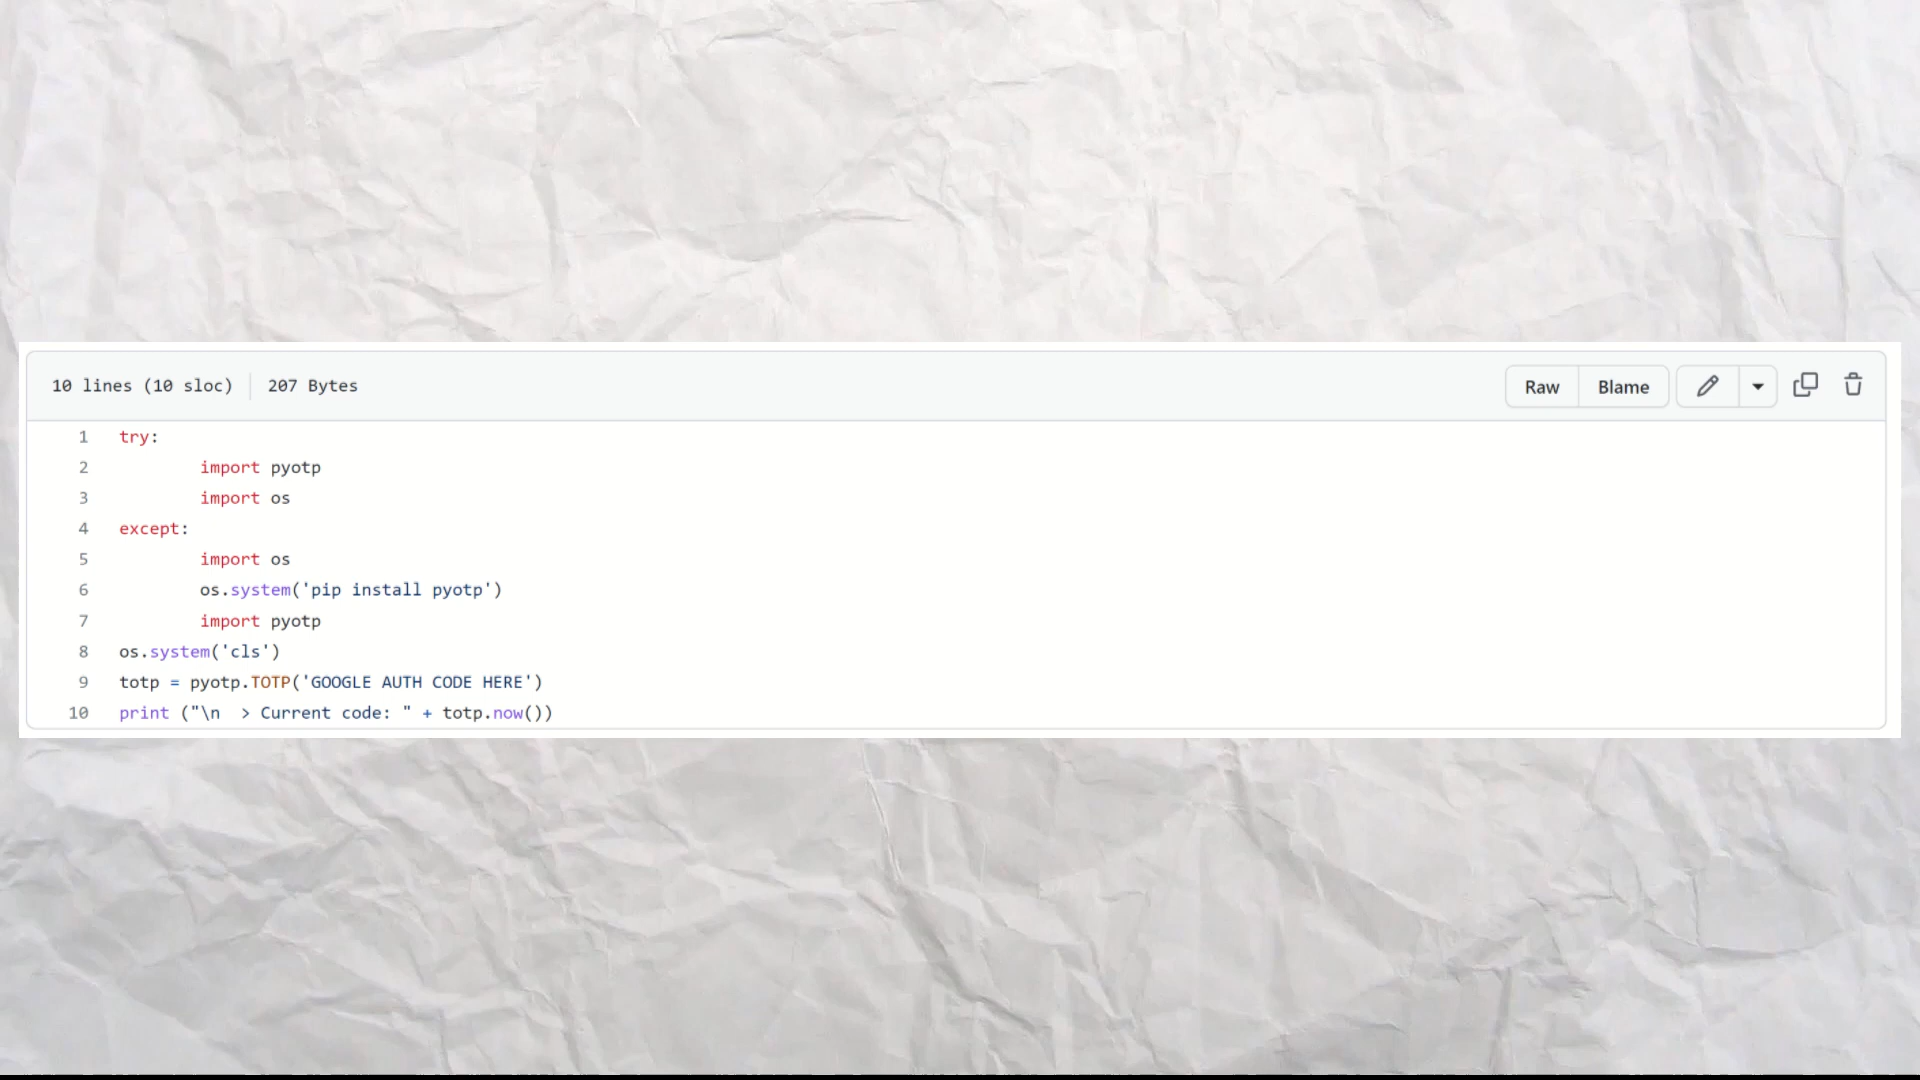 10 lines (10 sloc) 207 Bytes Raw Blame
1 try:
2 import pyotp
3 import os
4 except:
5 import os
6 os.system('pip install pyotp')
7 import pyotp
8 os.system('cls')
9 totp = pyotp.TOTP('GOOGLE AUTH CODE HERE')
10 print ("\n  > Current code: " + totp.now())